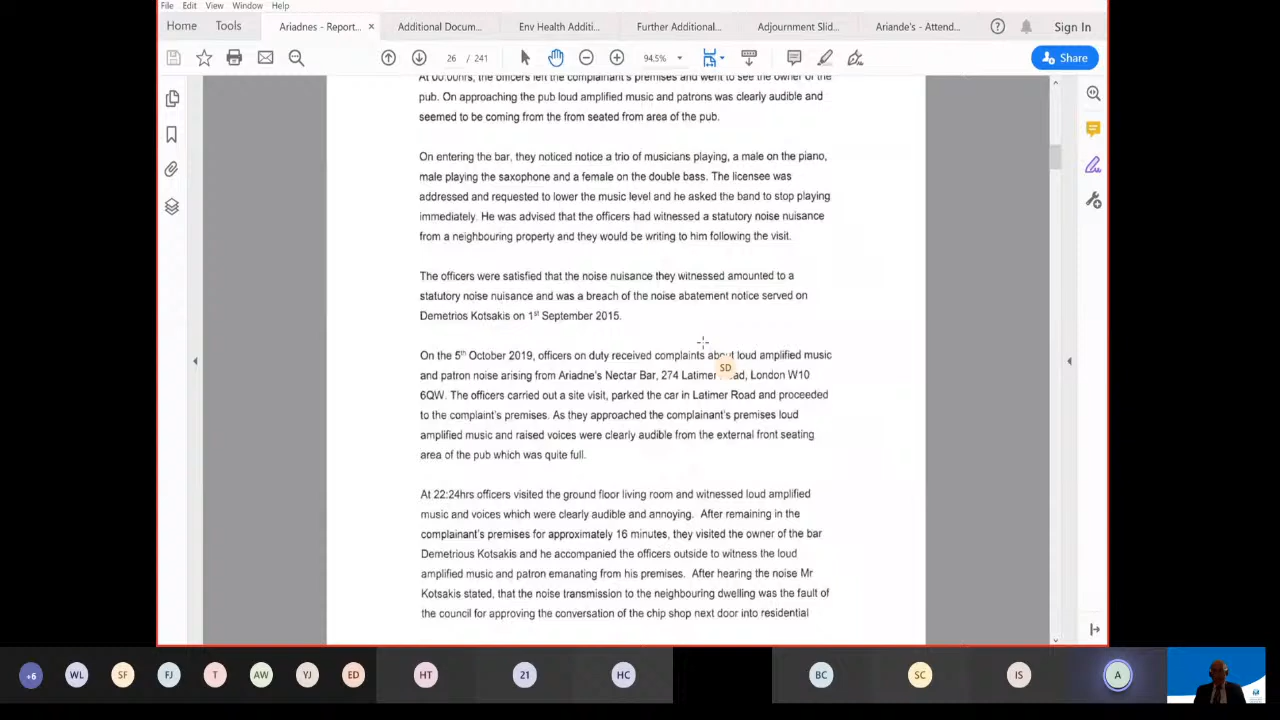 File Edit View Window Help
Home Tools Ariadnes - Report... × Additional Docum... Env Health Additi... Further Additional... Adjournment Slid... Ariande's - Attend... Sign In
26 / 241 94.5% Share
At 00.00hrs, the officers left the complainant's premises and went to see the owner of the
pub. On approaching the pub loud amplified music and patrons was clearly audible and
seemed to be coming from the from seated from area of the pub.
On entering the bar, they noticed notice a trio of musicians playing, a male on the piano,
male playing the saxophone and a female on the double bass. The licensee was
addressed and requested to lower the music level and he asked the band to stop playing
immediately. He was advised that the officers had witnessed a statutory noise nuisance
from a neighbouring property and they would be writing to him following the visit.
The officers were satisfied that the noise nuisance they witnessed amounted to a
statutory noise nuisance and was a breach of the noise abatement notice served on
Demetrios Kotsakis on 1st September 2015.
On the 5th October 2019, officers on duty received complaints about loud amplified music
SD
and patron noise arising from Ariadne's Nectar Bar, 274 Latimer London W10
6QW. The officers carried out a site visit, parked the car in Latimer Road and proceeded
to the complaint's premises. As they approached the complainant's premises loud
amplified music and raised voices were clearly audible from the external front seating
area of the pub which was quite full.
At 22:24hrs officers visited the ground floor living room and witnessed loud amplified
music and voices which were clearly audible and annoying. After remaining in the
complainant's premises for approximately 16 minutes, they visited the owner of the bar
Demetrious Kotsakis and he accompanied the officers outside to witness the loud
amplified music and patron emanating from his premises. After hearing the noise Mr
Kotsakis stated, that the noise transmission to the neighbouring dwelling was the fault of
the council for approving the conversation of the chip shop next door into residential
+6 WL SF FJ T AW YJ ED HT 21 HC BC SC IS A